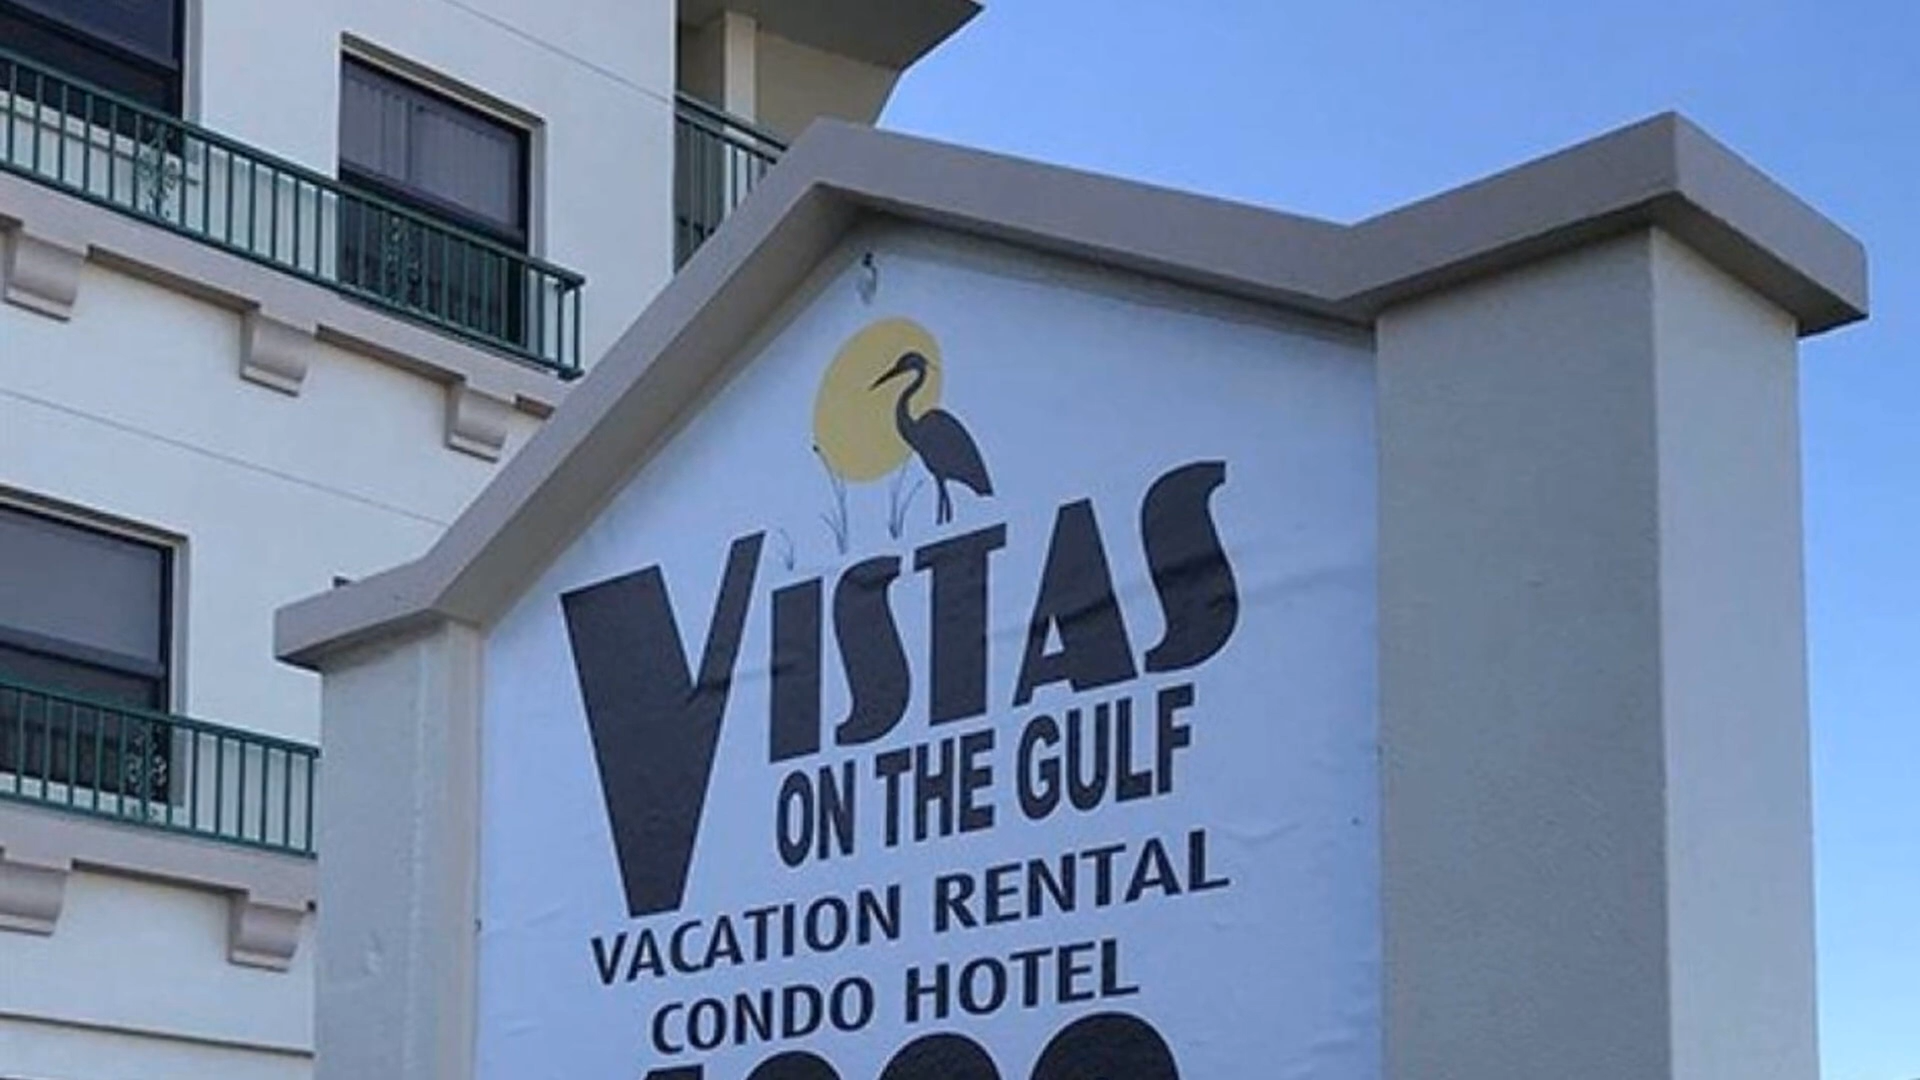 VISTAS
ON THE GULF
VACATION RENTAL
CONDO HOTEL